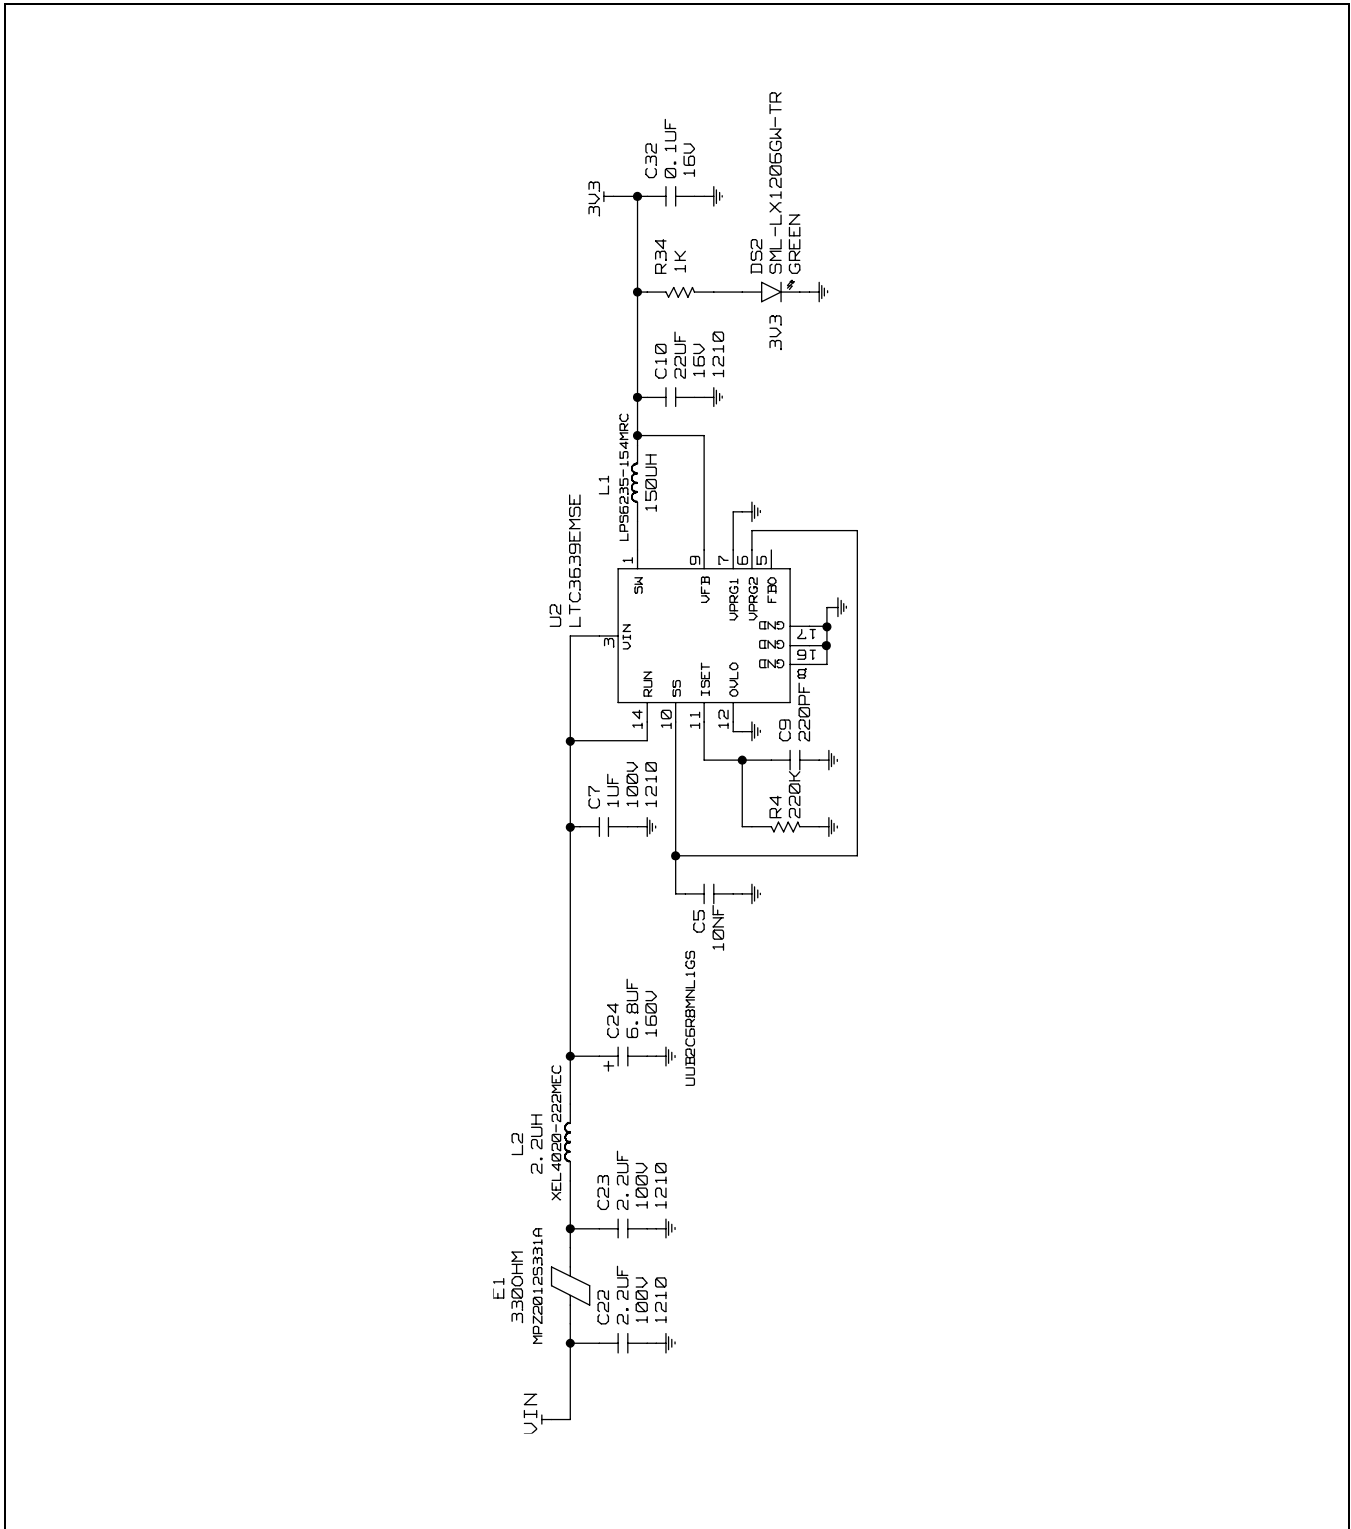 VIN
E1
330OHM
MPZ2012S331A
C22
2.2UF
100V
1210
C23
2.2UF
100V
1210
L2
2.2UH
XEL4020-222MEC
+
C24
6.8UF
160V
UUB2C6R8MNL1GS
C5
10NF
C7
1UF
100V
1210
R4
220K
C9
220PF
U2
LTC3639EMSE
3
VIN
14
RUN
10
SS
11
ISET
12
OVLO
8
GND
16
GND
17
GND
1
SW
9
VFB
7
VPRG1
6
VPRG2
5
FBO
L1
LPS6235-154MRC
150UH
C10
22UF
16V
1210
R34
1K
3V3
DS2
SML-LX1206GW-TR
GREEN
3V3
C32
0.1UF
16V